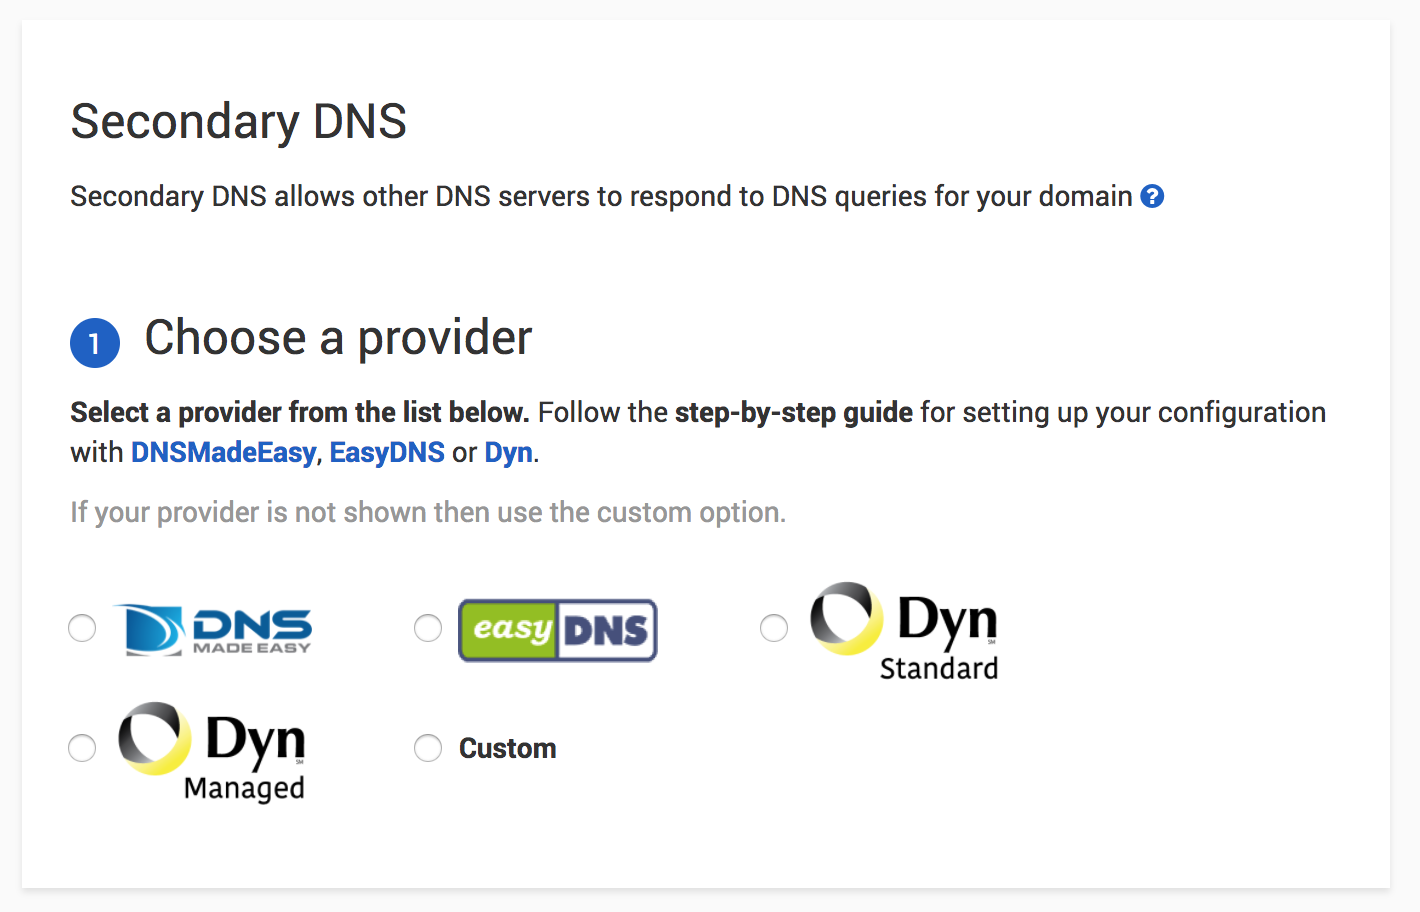 Secondary DNS
Secondary DNS allows other DNS servers to respond to DNS queries for your domain ?
1 Choose a provider
Select a provider from the list below. Follow the step-by-step guide for setting up your configuration
with DNSMadeEasy, EasyDNS or Dyn.
If your provider is not shown then use the custom option.
DNS
MADE EASY
easyDNS
Dyn
SM
Standard
Dyn
SM
Managed
Custom